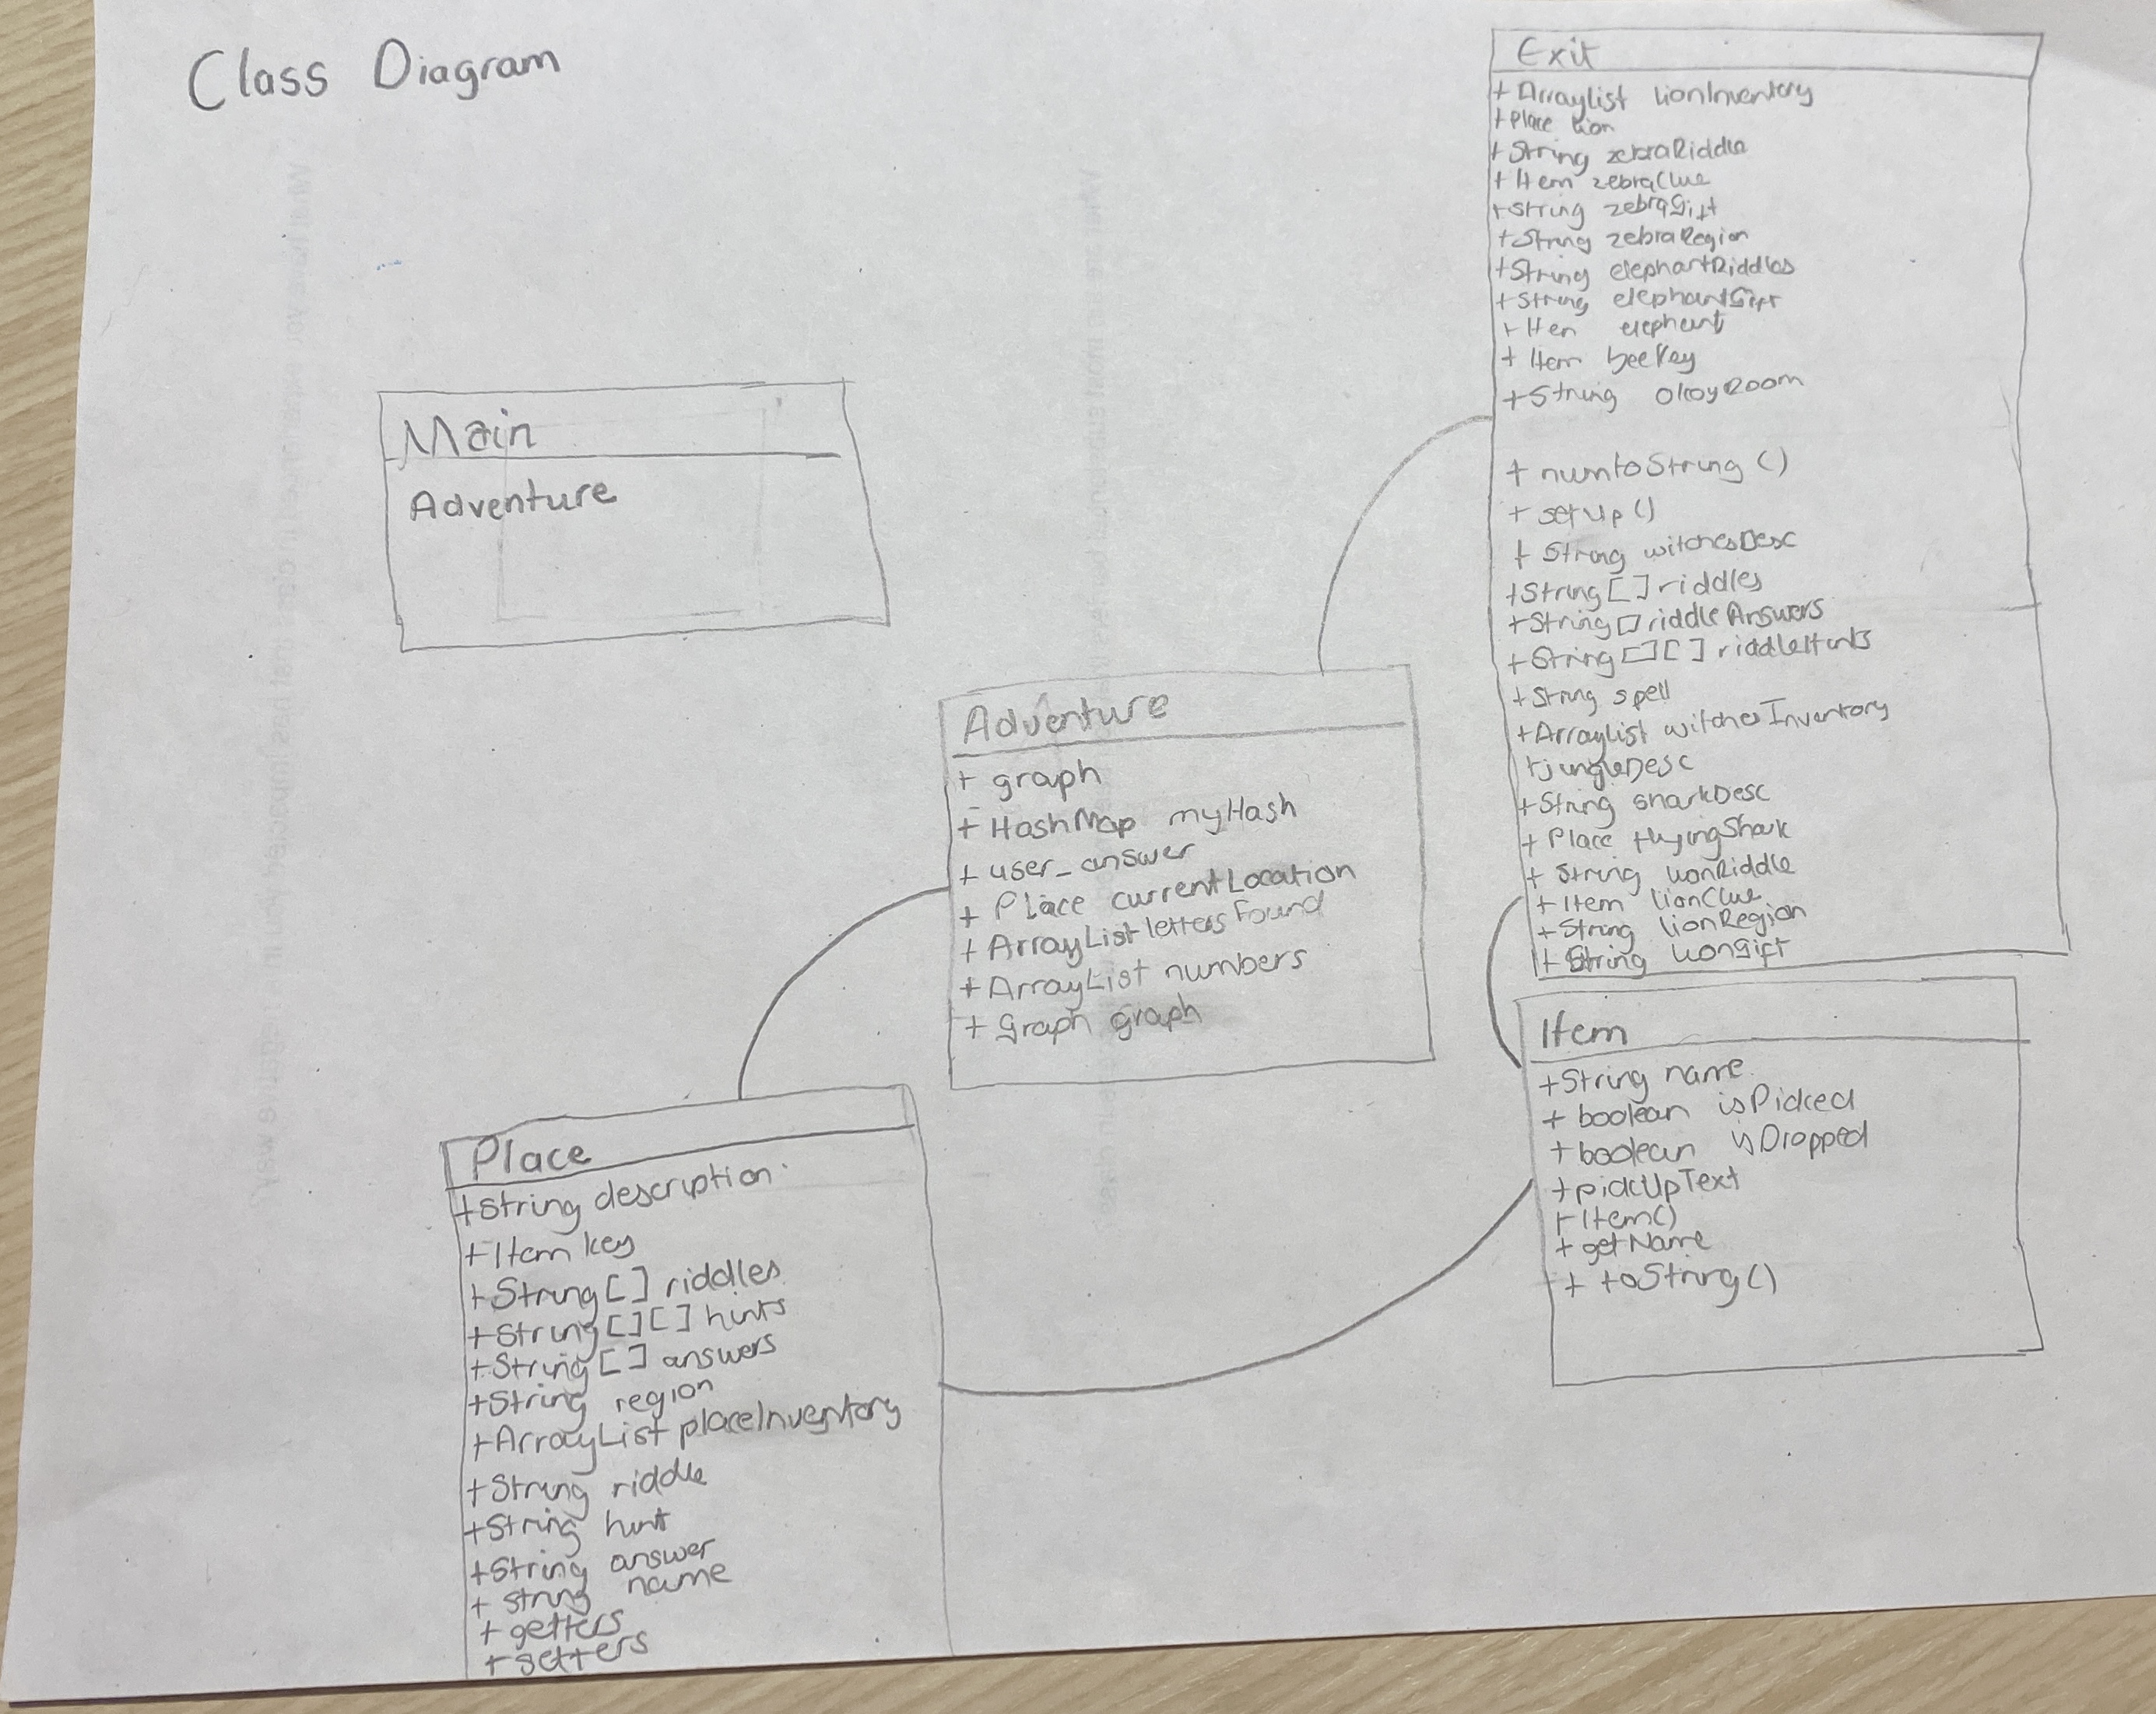 Class Diagram
Main
Adventure
Adventure
+ graph
+ HashMap myHash
+ user_answer
+ Place currentLocation
+ ArrayList lettersFound
+ ArrayList numbers
+ Graph graph
Place
+String description
+Item key
+String[] riddles
+String[][] hints
+String[] answers
+String region
+ArrayList placeInventory
+String riddle
+String hint
+String answer
+ string name
+ getters
+ setters
Exit
+ ArrayList lionInventory
+ Place lion
+ String zebraRiddle
+ Item zebraClue
+ String zebraGift
+ String zebraRegion
+ String elephantRiddles
+ String elephantGift
+ Item elephant
+ Item beeKey
+ String okoyRoom
+ numtoString ()
+ setUp ()
+ String witchesDesc
+String[] riddles
+String[] riddleAnswers
+String[][] riddleHints
+String spell
+ArrayList witchesInventory
+jungleDesc
+String sharkDesc
+ Place flyingShark
+ String lionRiddle
+ Item lionClue
+ String lionRegion
+ String lionGift
Item
+String name
+ boolean isPicked
+ boolean isDropped
+pickUpText
+ Item()
+ getName
+ toString()